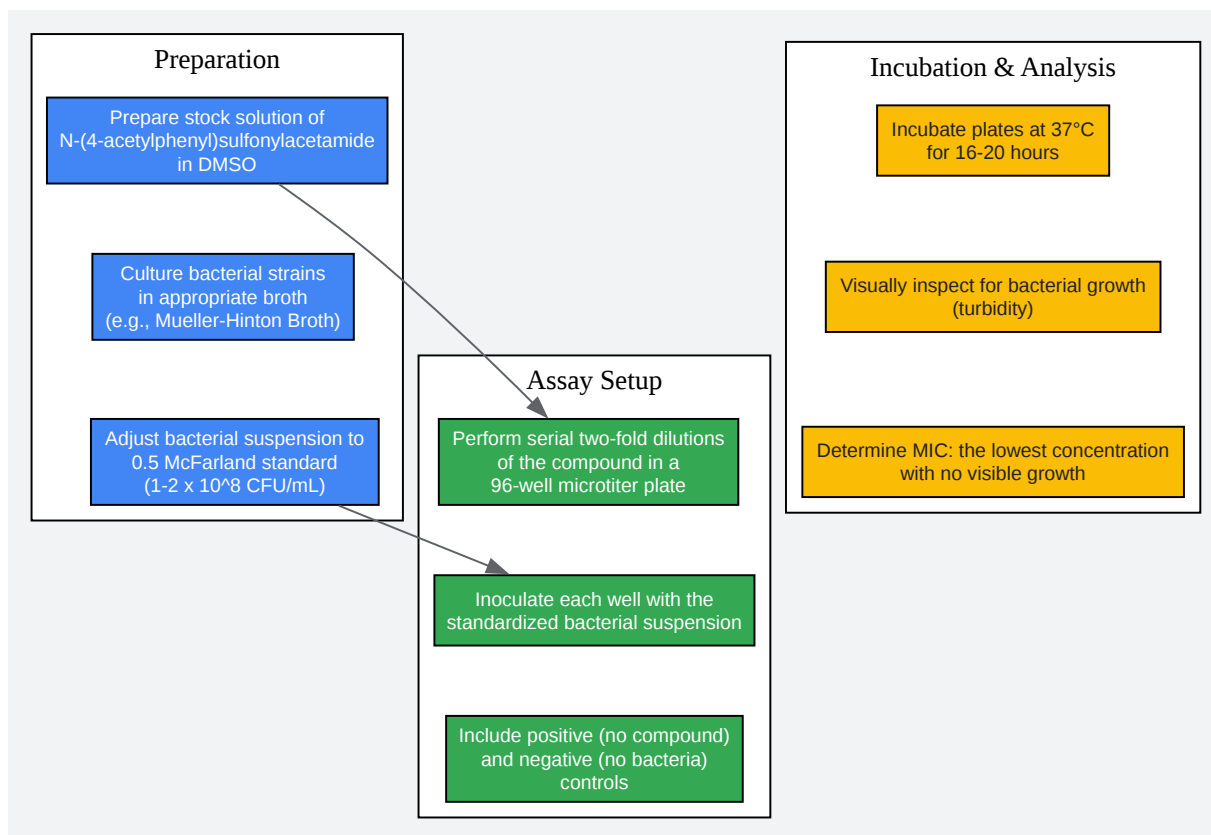 Preparation
Prepare stock solution of
N-(4-acetylphenyl)sulfonylacetamide
in DMSO
Culture bacterial strains
in appropriate broth
(e.g., Mueller-Hinton Broth)
Adjust bacterial suspension to
0.5 McFarland standard
(1-2 x 10^8 CFU/mL)
Assay Setup
Perform serial two-fold dilutions
of the compound in a
96-well microtiter plate
Inoculate each well with the
standardized bacterial suspension
Include positive (no compound)
and negative (no bacteria)
controls
Incubation & Analysis
Incubate plates at 37°C
for 16-20 hours
Visually inspect for bacterial growth
(turbidity)
Determine MIC: the lowest concentration
with no visible growth